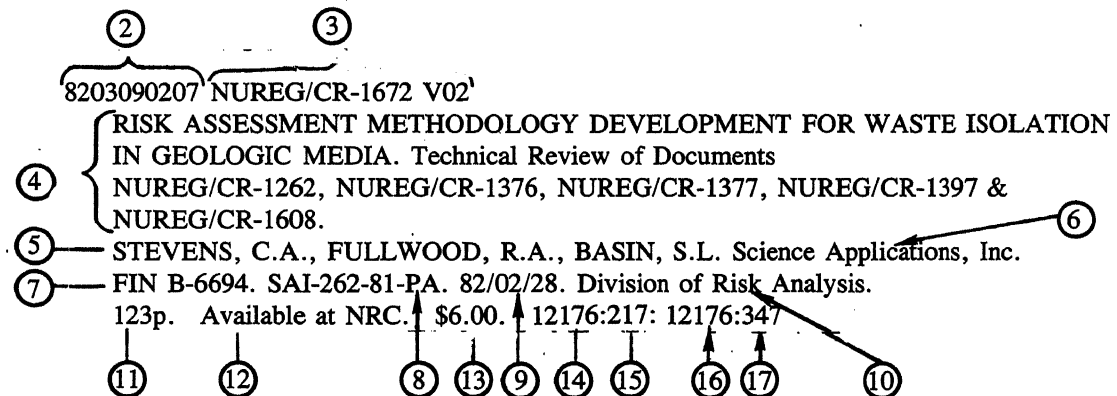 ② ③
8203090207 NUREG/CR-1672 V02
RISK ASSESSMENT METHODOLOGY DEVELOPMENT FOR WASTE ISOLATION
④ IN GEOLOGIC MEDIA. Technical Review of Documents
NUREG/CR-1262, NUREG/CR-1376, NUREG/CR-1377, NUREG/CR-1397 &
NUREG/CR-1608. ⑥
⑤ STEVENS, C.A., FULLWOOD, R.A., BASIN, S.L. Science Applications, Inc.
⑦ FIN B-6694. SAI-262-81-PA. 82/02/28. Division of Risk Analysis.
123p. Available at NRC. $6.00. 12176:217: 12176:347
⑪ ⑫ ⑧ ⑬ ⑨ ⑭ ⑮ ⑯ ⑰ ⑩